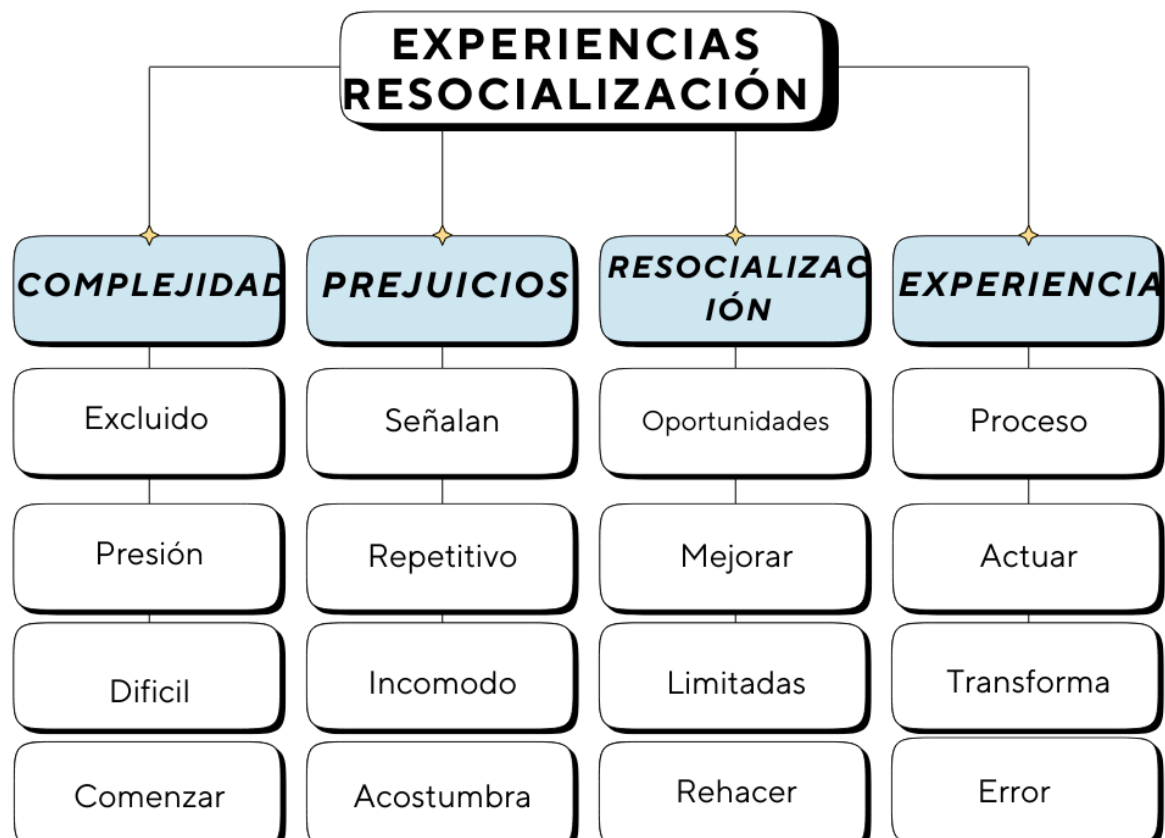 EXPERIENCIAS
RESOCIALIZACIÓN
COMPLEJIDAD
PREJUICIOS
RESOCIALIZAC
IÓN
EXPERIENCIA
Excluido
Señalan
Oportunidades
Proceso
Presión
Repetitivo
Mejorar
Actuar
Dificil
Incomodo
Limitadas
Transforma
Comenzar
Acostumbra
Rehacer
Error